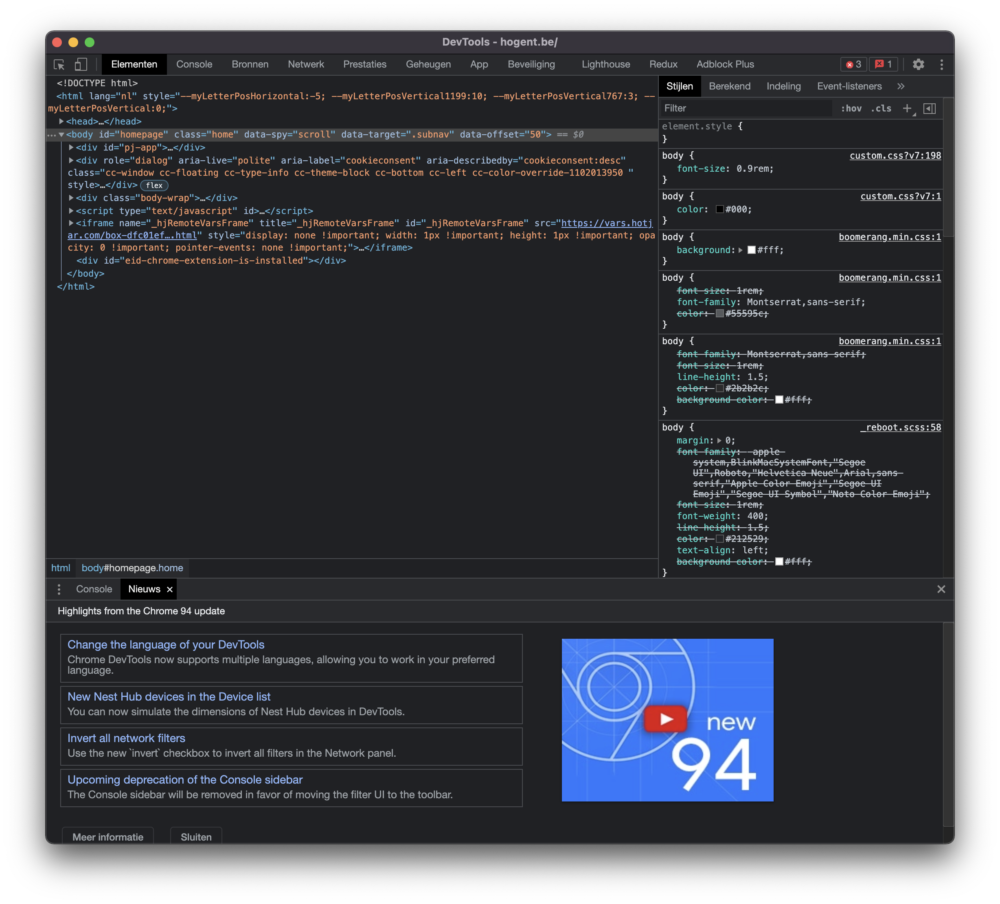 DevTools - hogent.be/
Elementen Console Bronnen Netwerk Prestaties Geheugen App Beveiliging Lighthouse Redux Adblock Plus 3 1
<!DOCTYPE html>
<html lang="nl" style="--myLetterPosHorizontal:-5; --myLetterPosVertical1199:10; --myLetterPosVertical767:3; --
myLetterPosVertical:0;">
<head>…</head>
<body id="homepage" class="home" data-spy="scroll" data-target=".subnav" data-offset="50"> == $0
<div id="pj-app">…</div>
<div role="dialog" aria-live="polite" aria-label="cookieconsent" aria-describedby="cookieconsent:desc"
class="cc-window cc-floating cc-type-info cc-theme-block cc-bottom cc-left cc-color-override-1102013950 "
style>…</div> flex
<div class="body-wrap">…</div>
<script type="text/javascript" id>…</script>
<iframe name="_hjRemoteVarsFrame" title="_hjRemoteVarsFrame" id="_hjRemoteVarsFrame" src="https://vars.hotj
ar.com/box-dfc01ef….html" style="display: none !important; width: 1px !important; height: 1px !important; opa
city: 0 !important; pointer-events: none !important;">…</iframe>
<div id="eid-chrome-extension-is-installed"></div>
</body>
</html>
html body#homepage.home
Stijlen Berekend Indeling Event-listeners »
Filter :hov .cls +
element.style {
}
body { custom.css?v7:198
font-size: 0.9rem;
}
body { custom.css?v7:1
color: #000;
}
body { boomerang.min.css:1
background: #fff;
}
body { boomerang.min.css:1
font-size: 1rem;
font-family: Montserrat,sans-serif;
color: #55595c;
}
body { boomerang.min.css:1
font-family: Montserrat,sans-serif;
font-size: 1rem;
line-height: 1.5;
color: #2b2b2c;
background-color: #fff;
}
body { _reboot.scss:58
margin: 0;
font-family: -apple-
system,BlinkMacSystemFont,"Segoe
UI",Roboto,"Helvetica Neue",Arial,sans-
serif,"Apple Color Emoji","Segoe UI
Emoji","Segoe UI Symbol","Noto Color Emoji";
font-size: 1rem;
font-weight: 400;
line-height: 1.5;
color: #212529;
text-align: left;
background-color: #fff;
}
Console Nieuws
Highlights from the Chrome 94 update
Change the language of your DevTools
Chrome DevTools now supports multiple languages, allowing you to work in your preferred
language.
New Nest Hub devices in the Device list
You can now simulate the dimensions of Nest Hub devices in DevTools.
Invert all network filters
Use the new `invert` checkbox to invert all filters in the Network panel.
Upcoming deprecation of the Console sidebar
The Console sidebar will be removed in favor of moving the filter UI to the toolbar.
new
94
Meer informatie Sluiten